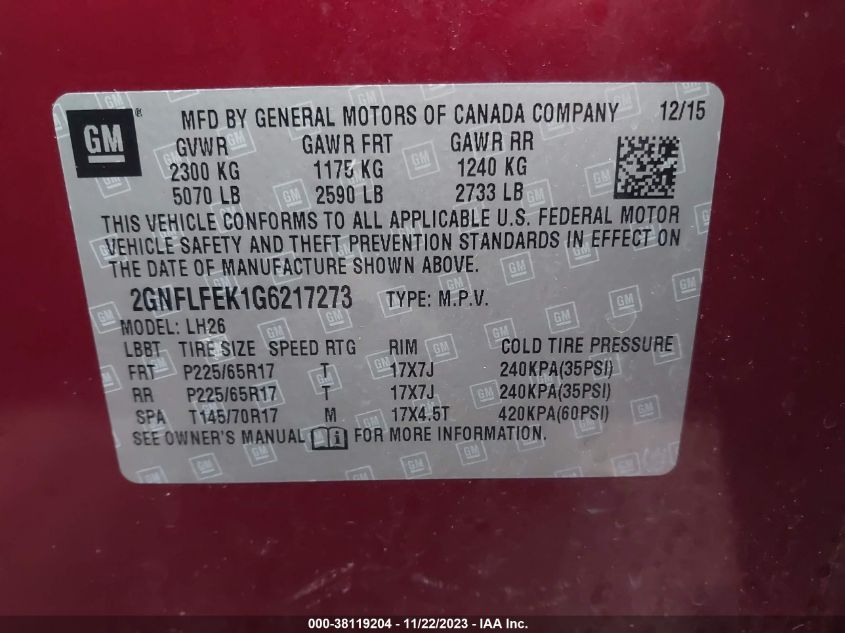 GM ® MFD BY GENERAL MOTORS OF CANADA COMPANY 12/15
GVWR GAWR FRT GAWR RR
2300 KG 1175 KG 1240 KG
5070 LB 2590 LB 2733 LB
THIS VEHICLE CONFORMS TO ALL APPLICABLE U.S. FEDERAL MOTOR
VEHICLE SAFETY AND THEFT PREVENTION STANDARDS IN EFFECT ON
THE DATE OF MANUFACTURE SHOWN ABOVE.
2GNFLFEK1G6217273 TYPE: M.P.V.
MODEL: LH26
LBBT TIRE SIZE SPEED RTG RIM COLD TIRE PRESSURE
FRT P225/65R17 T 17X7J 240KPA(35PSI)
RR P225/65R17 T 17X7J 240KPA(35PSI)
SPA T145/70R17 M 17X4.5T 420KPA(60PSI)
SEE OWNER'S MANUAL FOR MORE INFORMATION.
000-38119204 - 11/22/2023 - IAA Inc.